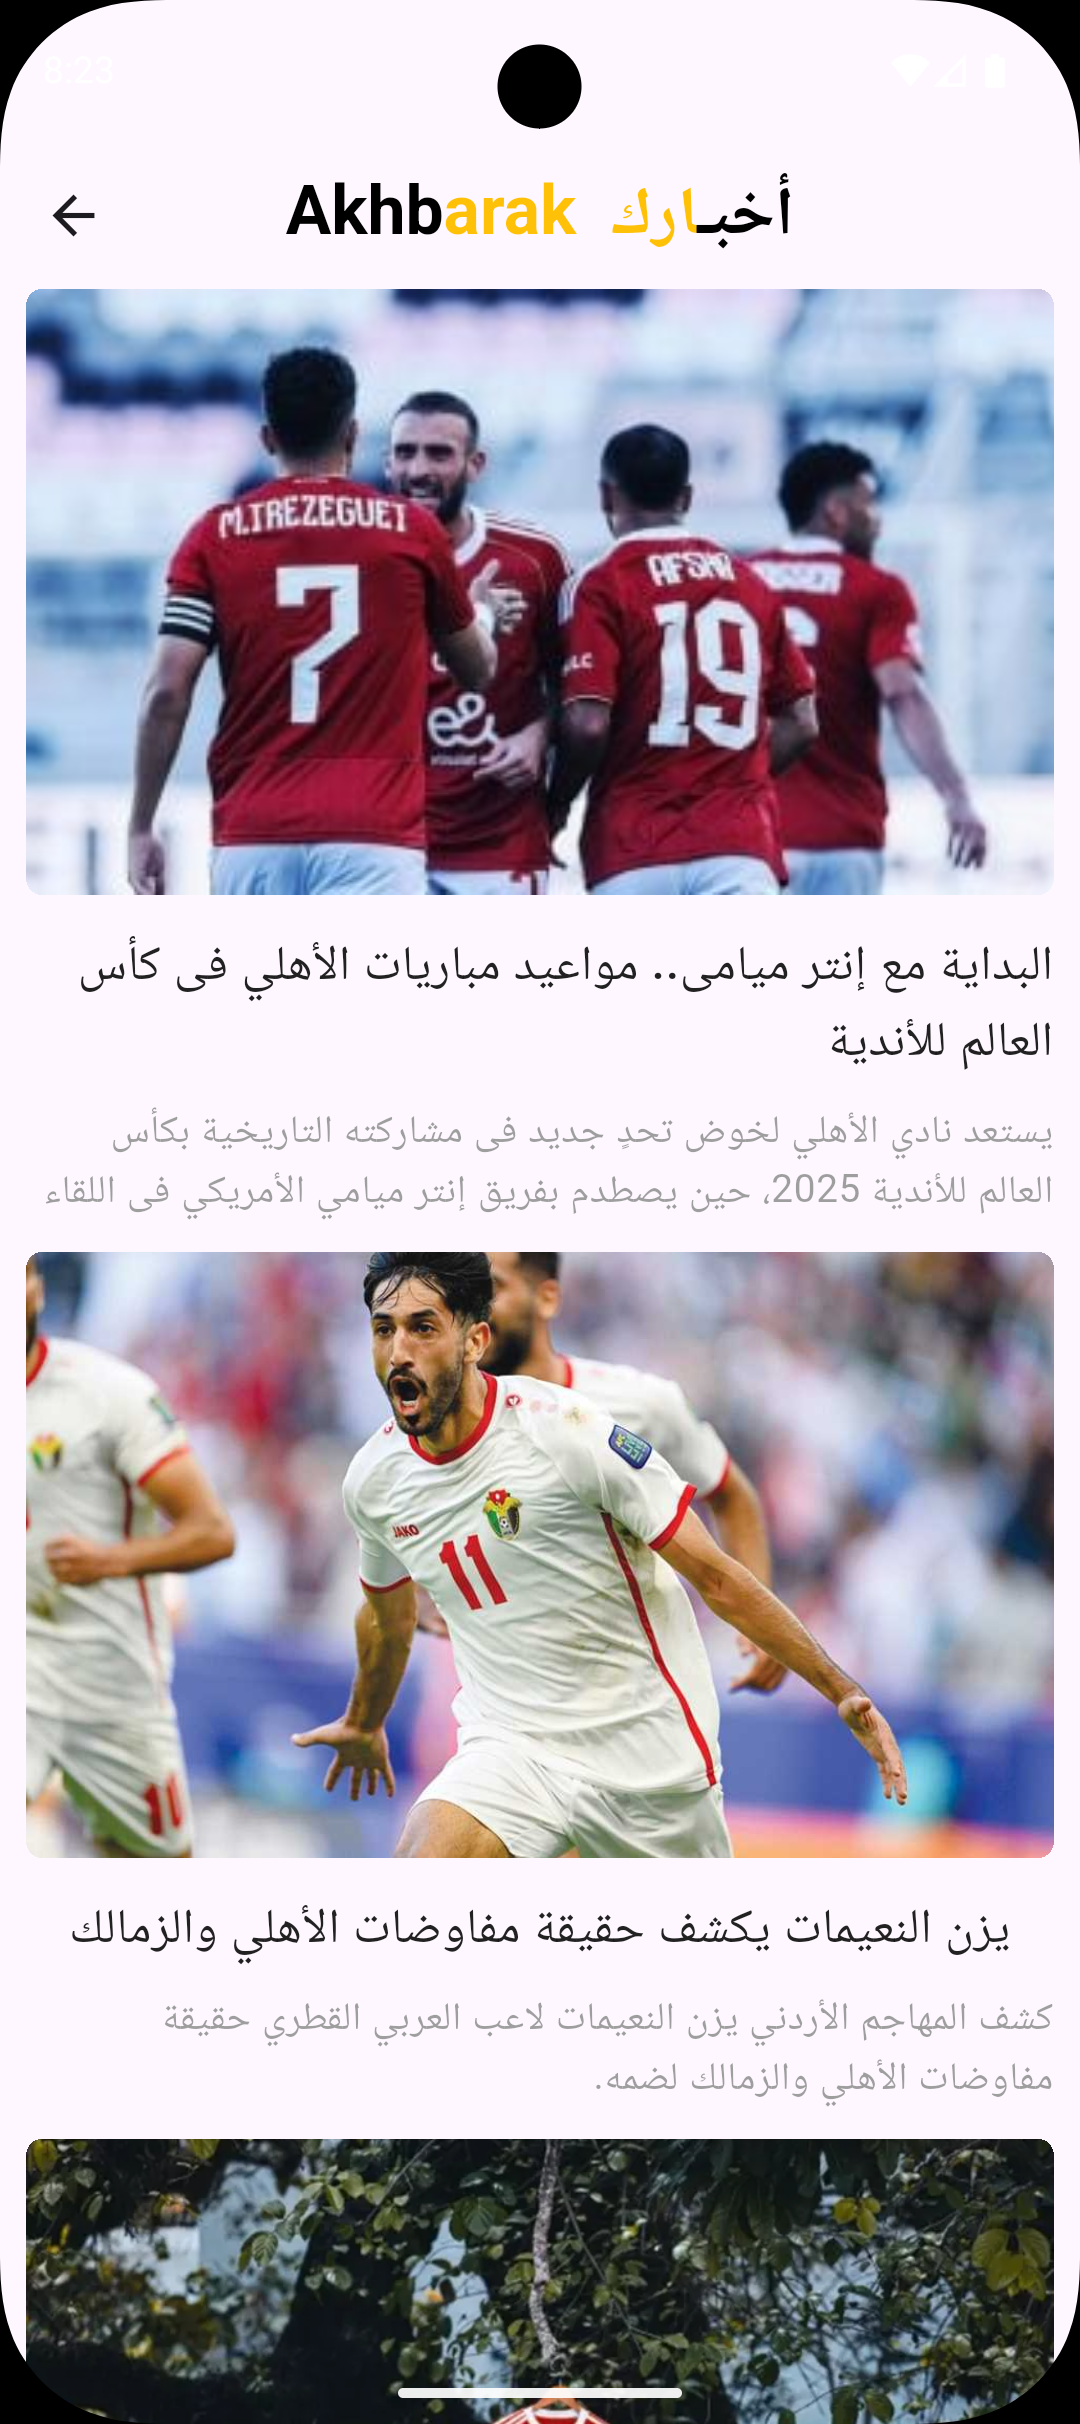 8:23
Akhbarak أخبـارك
M.TREZEGUET
7
AFSHA
19
البداية مع إنتر ميامى.. مواعيد مباريات الأهلي فى كأس
العالم للأندية
يستعد نادي الأهلي لخوض تحدٍ جديد فى مشاركته التاريخية بكأس
العالم للأندية 2025، حين يصطدم بفريق إنتر ميامي الأمريكي فى اللقاء
JAKO
11
11
يزن النعيمات يكشف حقيقة مفاوضات الأهلي والزمالك
كشف المهاجم الأردني يزن النعيمات لاعب العربي القطري حقيقة
مفاوضات الأهلي والزمالك لضمه.